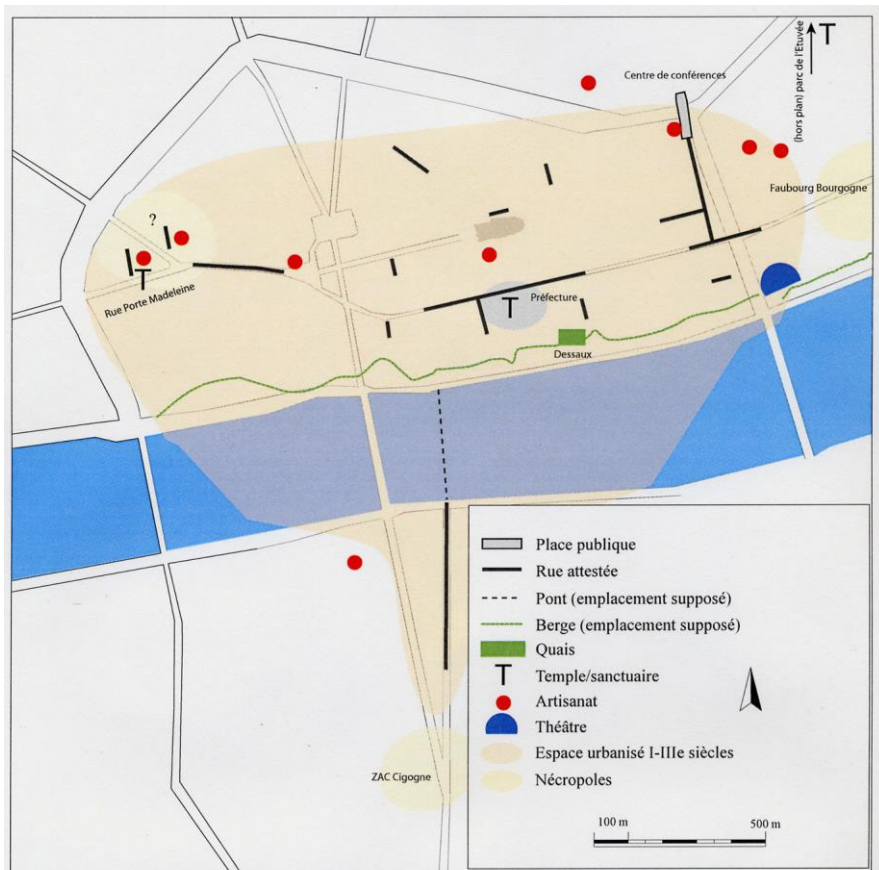 (hors plan) parc de l'Etuvée
T
Centre de conférences
Faubourg Bourgogne
?
T
Rue Porte Madeleine
T
Préfecture
Dessaux
ZAC Cigogne
Place publique
Rue attestée
Pont (emplacement supposé)
Berge (emplacement supposé)
Quais
T Temple/sanctuaire
Artisanat
Théâtre
Espace urbanisé I-IIIe siècles
Nécropoles
100 m 500 m